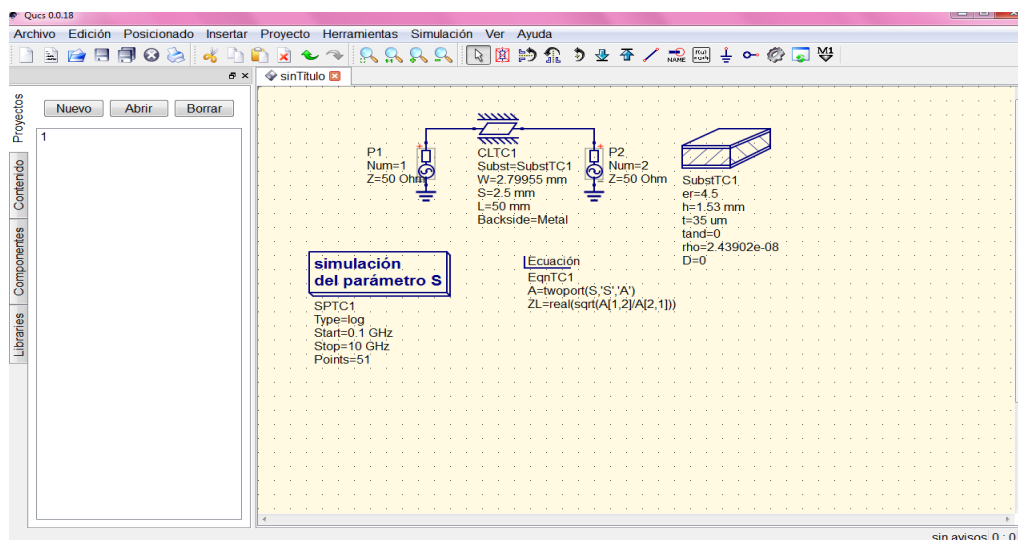 Qucs 0.0.18
Archivo Edición Posicionado Insertar Proyecto Herramientas Simulación Ver Ayuda
NAME
M1
sinTítulo
Proyectos
Contenido
Componentes
Libraries
Nuevo Abrir Borrar
1
P1
Num=1
Z=50 Ohm
CLTC1
Subst=SubstTC1
W=2.79955 mm
S=2.5 mm
L=50 mm
Backside=Metal
P2
Num=2
Z=50 Ohm
SubstTC1
er=4.5
h=1.53 mm
t=35 um
tand=0
rho=2.43902e-08
D=0
simulación
del parámetro S
SPTC1
Type=log
Start=0.1 GHz
Stop=10 GHz
Points=51
Ecuación
EqnTC1
A=twoport(S,'S','A')
ZL=real(sqrt(A[1,2]/A[2,1]))
sin avisos 0 : 0